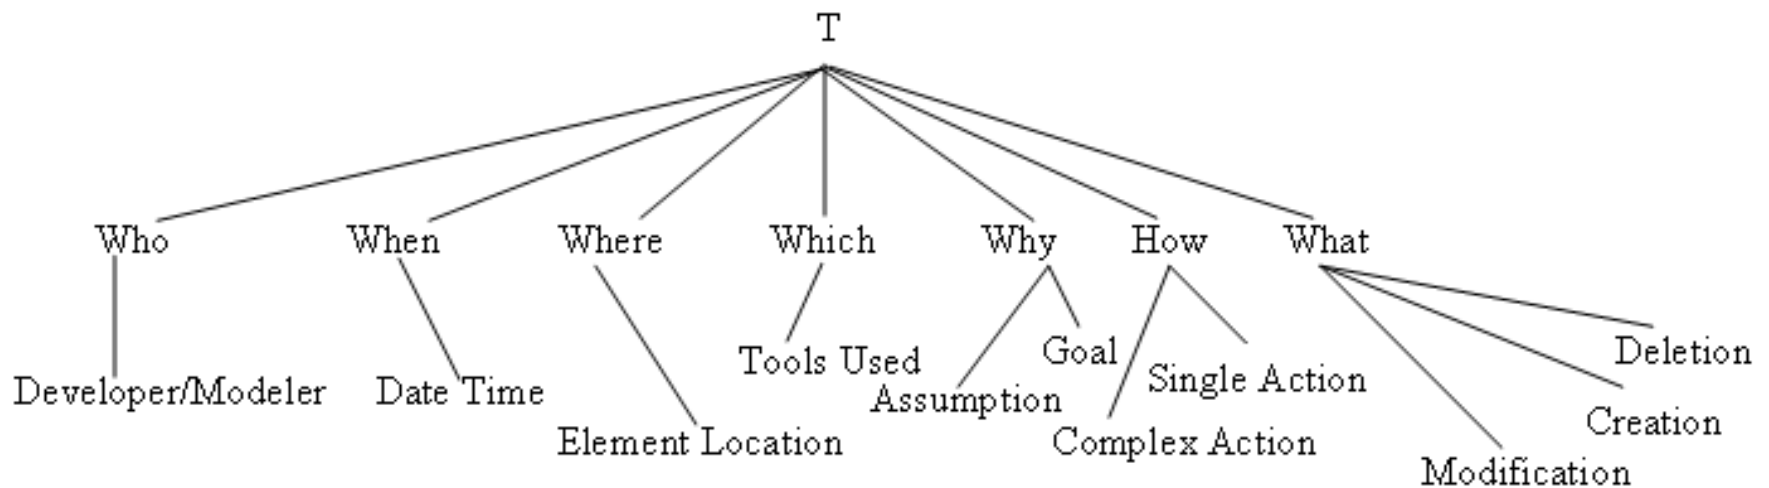 T
Who When Where Which Why How What
Deletion
Goal
Tools Used
Single Action
Developer/Modeler Date Time
Assumption
Creation
Element Location
Complex Action
Modification